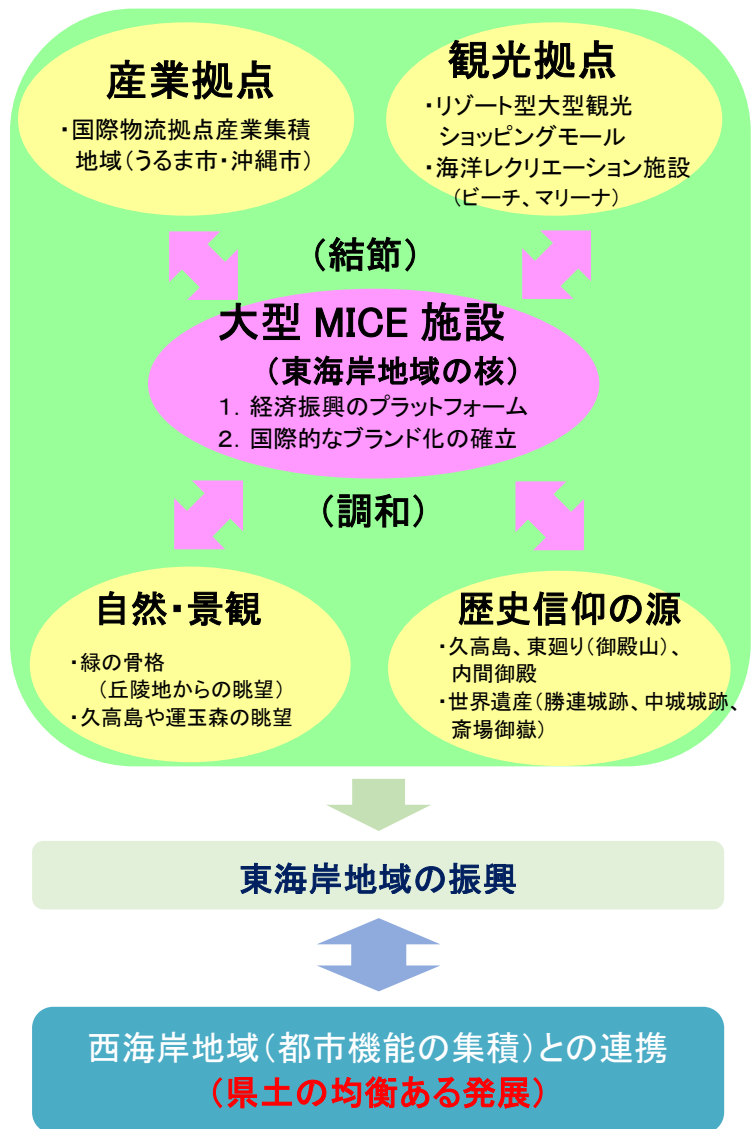 産業拠点
・国際物流拠点産業集積
地域（うるま市・沖縄市）
観光拠点
・リゾート型大型観光
ショッピングモール
・海洋レクリエーション施設
（ビーチ、マリーナ）
（結節）
大型 MICE 施設
（東海岸地域の核）
１．経済振興のプラットフォーム
２．国際的なブランド化の確立
（調和）
自然・景観
・緑の骨格
（丘陵地からの眺望）
・久高島や運玉森の眺望
歴史信仰の源
・久高島、東廻り（御殿山）、
内間御殿
・世界遺産（勝連城跡、中城城跡、
斎場御嶽）
東海岸地域の振興
西海岸地域（都市機能の集積）との連携
（県土の均衡ある発展）